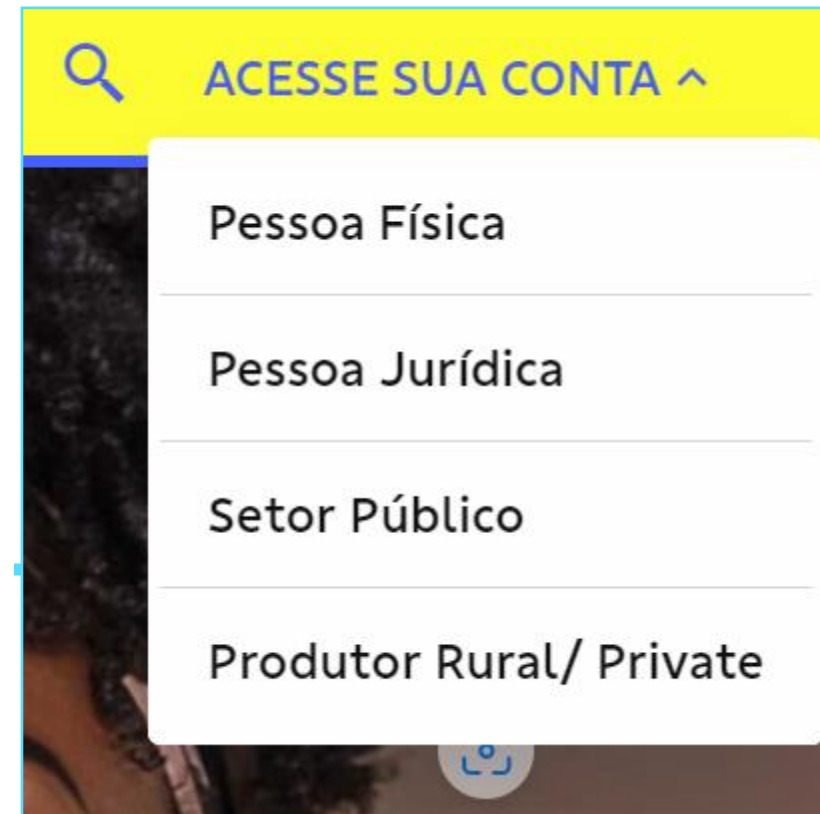 ACESSE SUA CONTA
Pessoa Física
Pessoa Jurídica
Setor Público
Produtor Rural/ Private